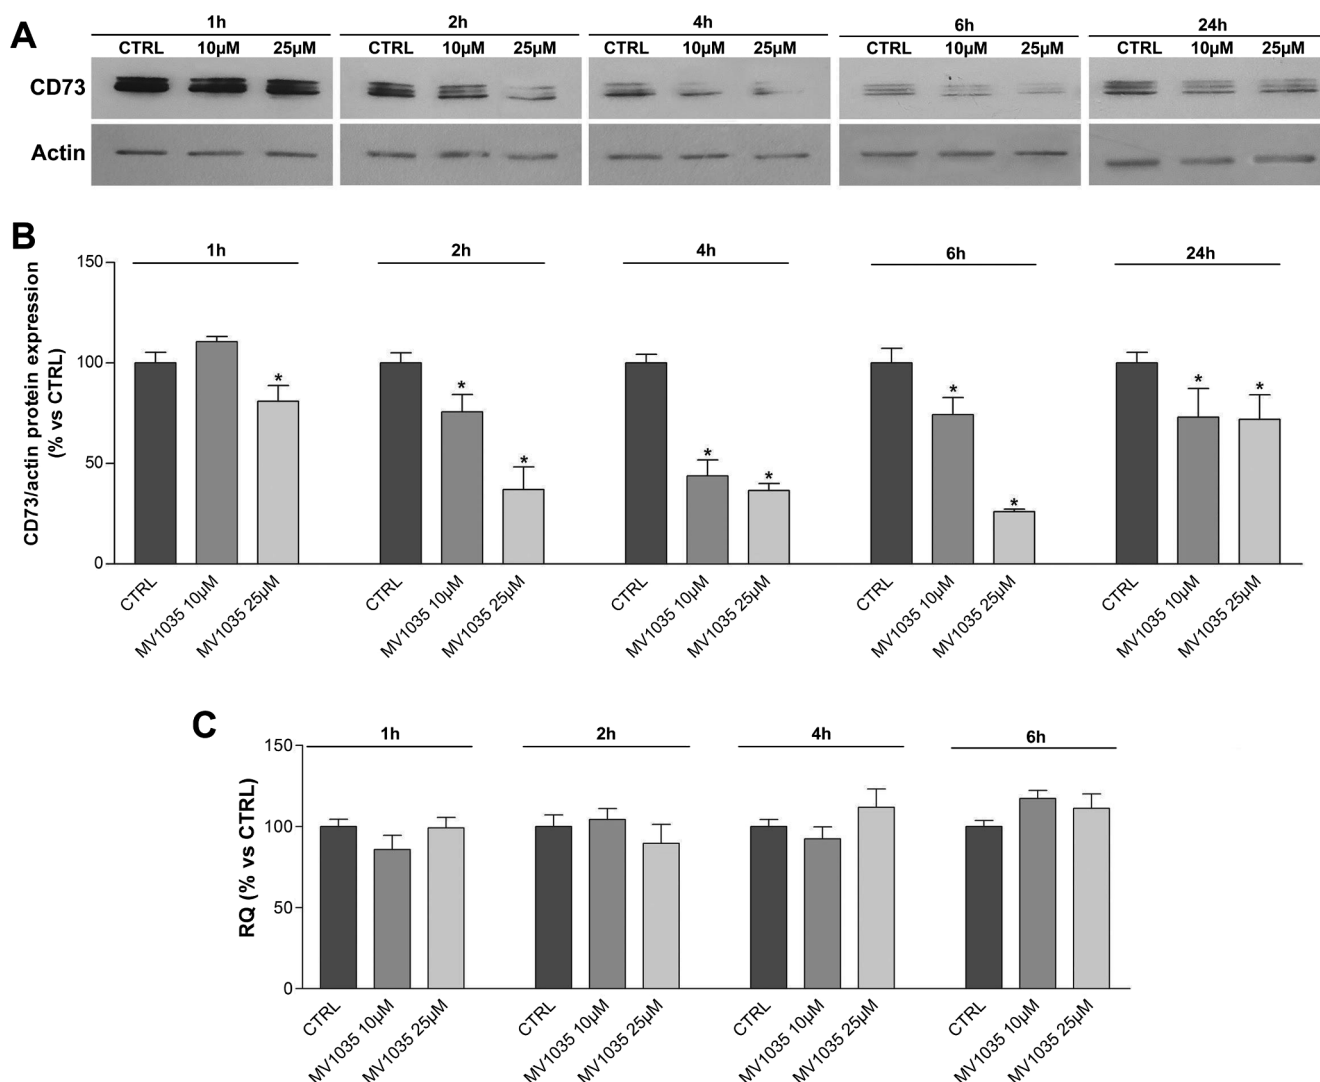 A
1h 2h 4h 6h 24h
CTRL 10µM 25µM CTRL 10µM 25µM CTRL 10µM 25µM CTRL 10µM 25µM CTRL 10µM 25µM
CD73
Actin
B
1h 2h 4h 6h 24h
CD73/actin protein expression
(% vs CTRL)
150
100
50
0
* * * * * * * * *
CTRL MV1035 10µM MV1035 25µM CTRL MV1035 10µM MV1035 25µM CTRL MV1035 10µM MV1035 25µM CTRL MV1035 10µM MV1035 25µM CTRL MV1035 10µM MV1035 25µM
C
1h 2h 4h 6h
RQ (% vs CTRL)
150
100
50
0
CTRL MV1035 10µM MV1035 25µM CTRL MV1035 10µM MV1035 25µM CTRL MV1035 10µM MV1035 25µM CTRL MV1035 10µM MV1035 25µM